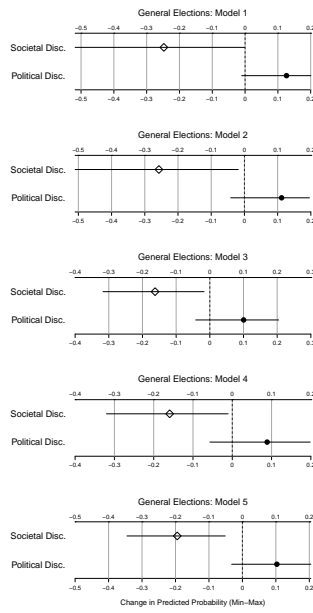 General Elections: Model 1
−0.5 −0.4 −0.3 −0.2 −0.1 0 0.1 0.2
Societal Disc.
Political Disc.
−0.5 −0.4 −0.3 −0.2 −0.1 0 0.1 0.2
General Elections: Model 2
−0.5 −0.4 −0.3 −0.2 −0.1 0 0.1 0.2
Societal Disc.
Political Disc.
−0.5 −0.4 −0.3 −0.2 −0.1 0 0.1 0.2
General Elections: Model 3
−0.4 −0.3 −0.2 −0.1 0 0.1 0.2 0.3
Societal Disc.
Political Disc.
−0.4 −0.3 −0.2 −0.1 0 0.1 0.2 0.3
General Elections: Model 4
−0.4 −0.3 −0.2 −0.1 0 0.1 0.2
Societal Disc.
Political Disc.
−0.4 −0.3 −0.2 −0.1 0 0.1 0.2
General Elections: Model 5
−0.5 −0.4 −0.3 −0.2 −0.1 0 0.1 0.2
Societal Disc.
Political Disc.
−0.5 −0.4 −0.3 −0.2 −0.1 0 0.1 0.2
Change in Predicted Probability (Min−Max)